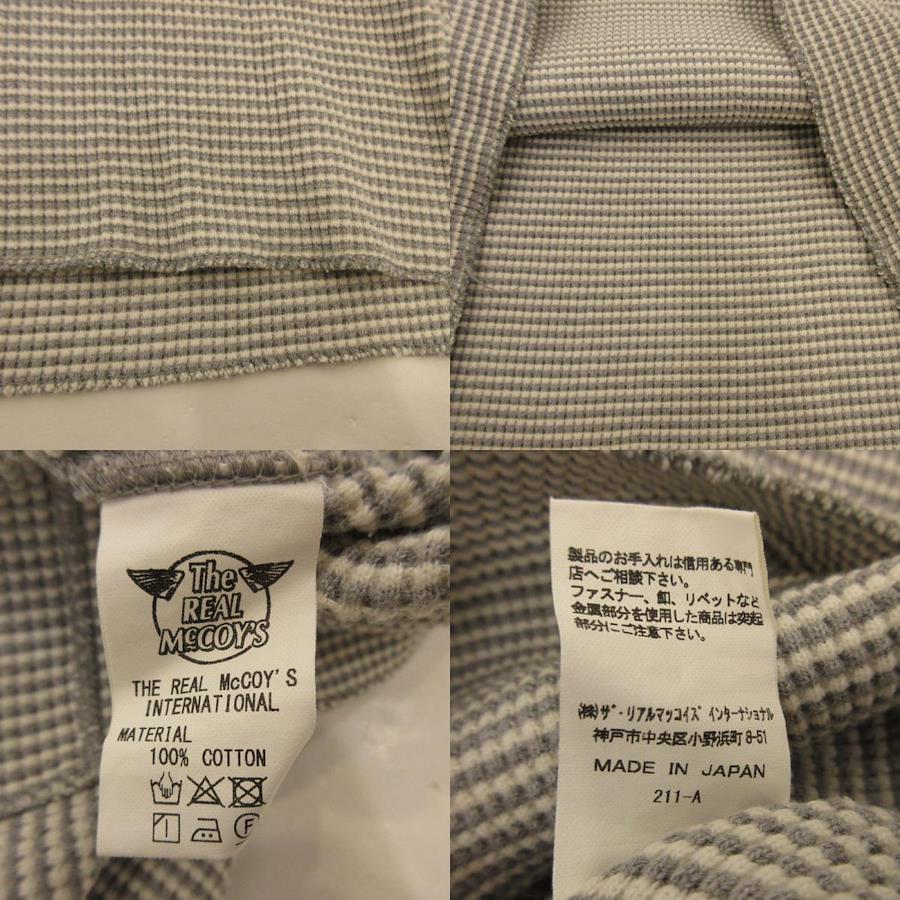 The
REAL
McCOY'S
THE REAL McCOY'S
INTERNATIONAL
MATERIAL
100% COTTON
製品のお手入れは信用ある専門
店へご相談下さい。
ファスナー、釦、リベットなど
金属部分を使用した商品は突起
部分にご注意下さい。
(株)ザ・リアルマッコイズ インターナショナル
神戸市中央区小野浜町8-51
MADE IN JAPAN
211-A